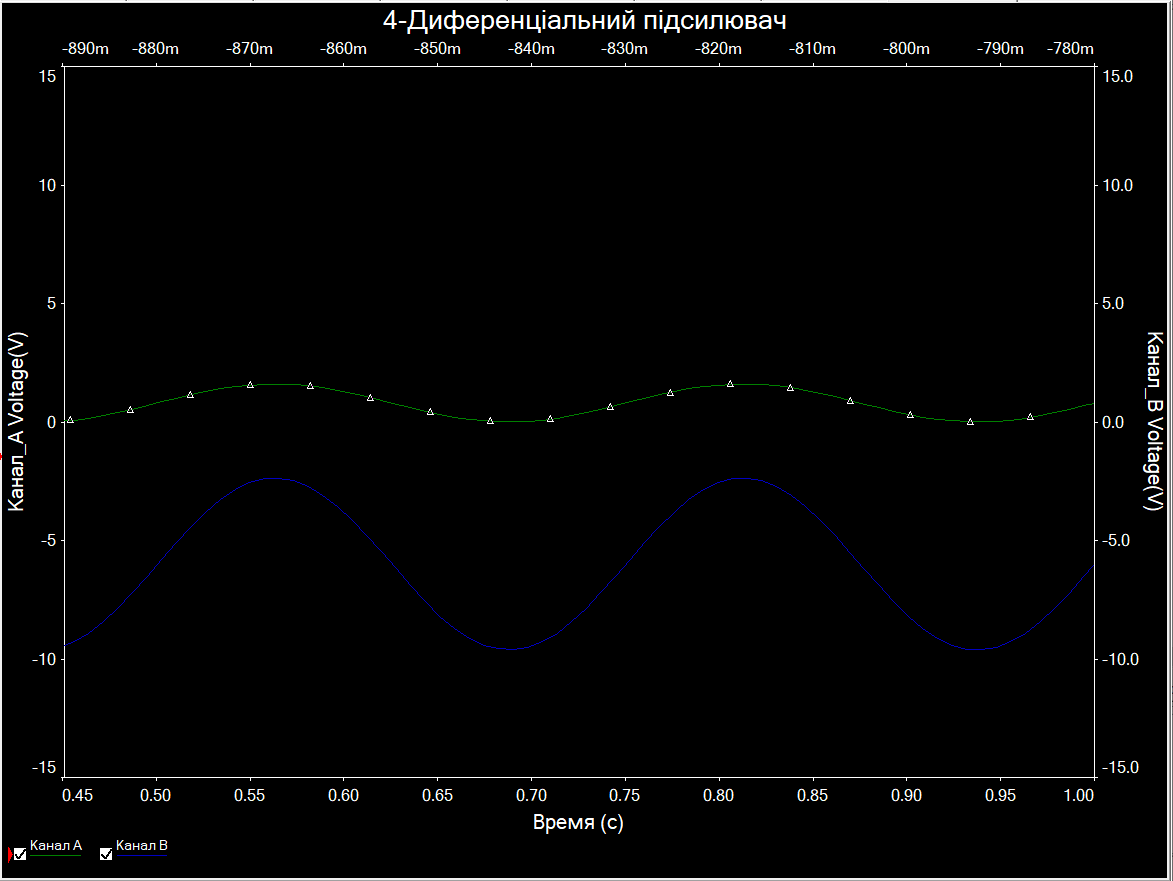 4-Диференціальний підсилювач
-890m -880m -870m -860m -850m -840m -830m -820m -810m -800m -790m -780m
15 15.0
10 10.0
5 5.0
0 0.0
-5 -5.0
-10 -10.0
-15 -15.0
Канал_A Voltage(V)
Канал_B Voltage(V)
0.45 0.50 0.55 0.60 0.65 0.70 0.75 0.80 0.85 0.90 0.95 1.00
Время (с)
Канал A Канал B